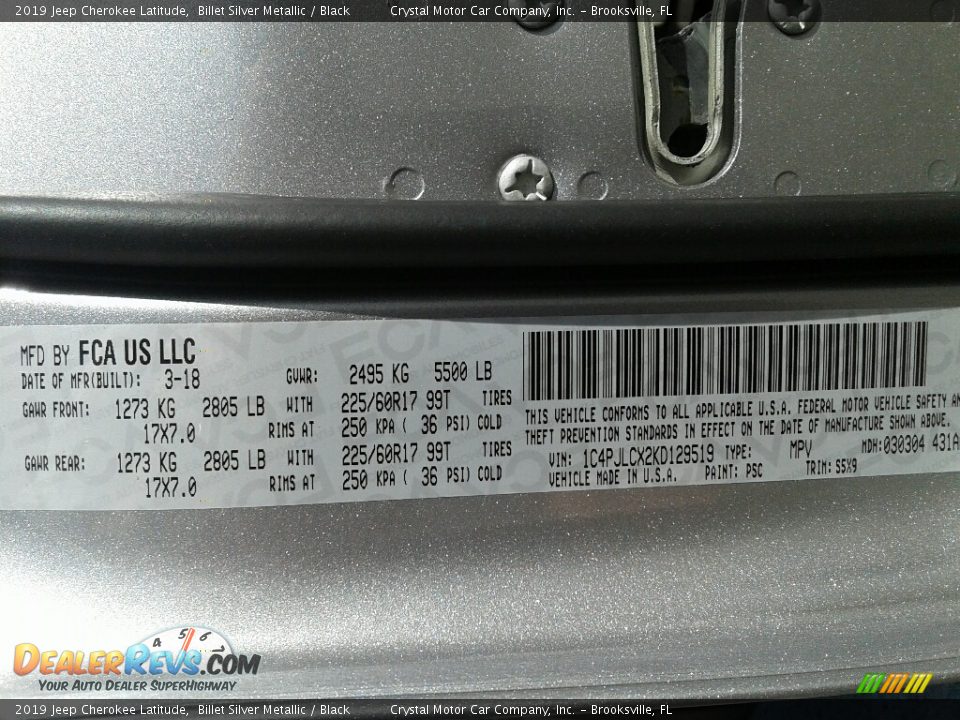 2019 Jeep Cherokee Latitude, Billet Silver Metallic / Black Crystal Motor Car Company, Inc. – Brooksville, FL
MFD BY FCA US LLC
DATE OF MFR(BUILT): 3-18 GVWR: 2495 KG 5500 LB
GAWR FRONT: 1273 KG 2805 LB WITH 225/60R17 99T TIRES
17X7.0 RIMS AT 250 KPA ( 36 PSI) COLD
GAWR REAR: 1273 KG 2805 LB WITH 225/60R17 99T TIRES
17X7.0 RIMS AT 250 KPA ( 36 PSI) COLD
THIS VEHICLE CONFORMS TO ALL APPLICABLE U.S.A. FEDERAL MOTOR VEHICLE SAFETY AN
THEFT PREVENTION STANDARDS IN EFFECT ON THE DATE OF MANUFACTURE SHOWN ABOVE.
VIN: 1C4PJLCX2KD129519 TYPE: MPV MDH:030304 431A
VEHICLE MADE IN U.S.A. PAINT: PSC TRIM: S5X9
4 5 6 7
DEALERREVS.COM
YOUR AUTO DEALER SUPERHIGHWAY
2019 Jeep Cherokee Latitude, Billet Silver Metallic / Black Crystal Motor Car Company, Inc. – Brooksville, FL